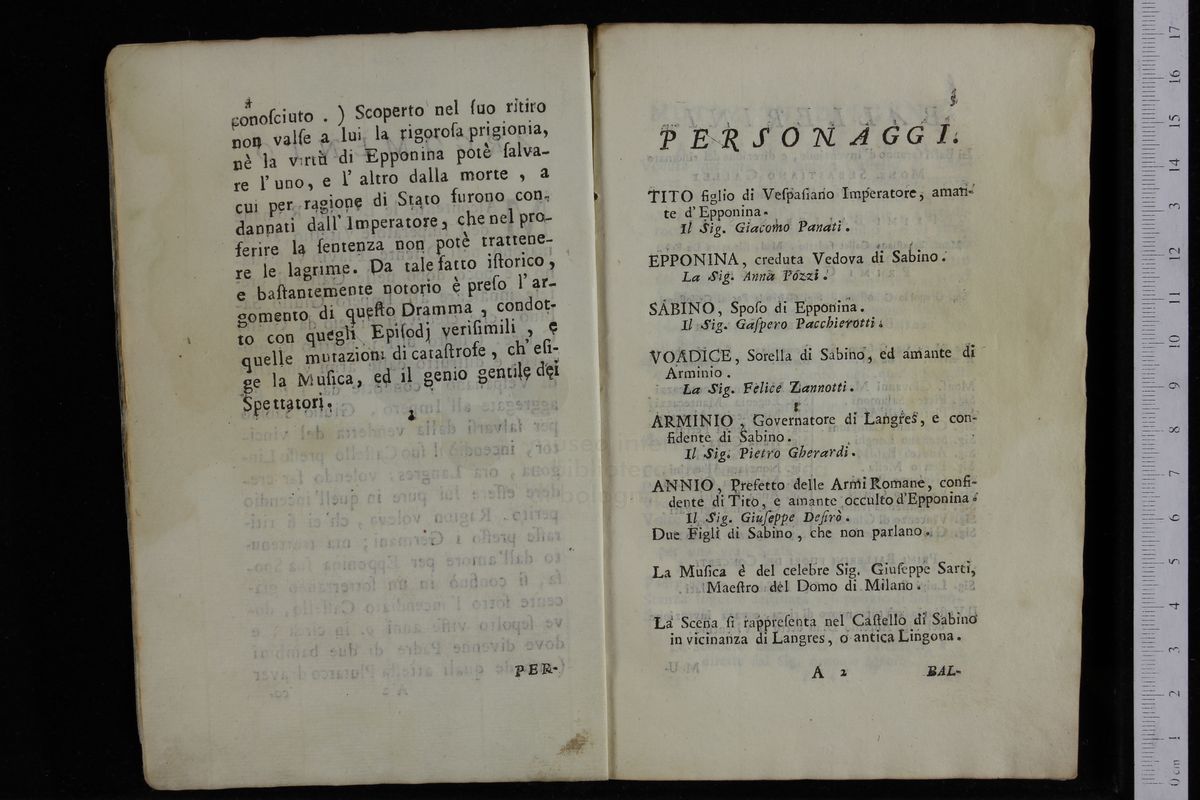 4
conoſciuto . ) Scoperto nel ſuo ritiro
non valſe a lui la rigoroſa prigionia,
nè la virtù di Epponina potè ſalva-
re l' uno, e l' altro dalla morte , a
cui per ragione di Stato furono con-
dannati dall' Imperatore, che nel pro-
ferire la ſentenza non potè trattene-
re le lagrime. Da tale fatto iſtorico,
e baſtantemente notorio è preſo l' ar-
gomento di queſto Dramma , condot-
to con quegli Epiſodj veriſimili , e
quelle mutazioni di cataſtrofe , ch' eſi-
ge la Muſica, ed il genio gentile dei
Spettatori.
PER-
PERSONAGGI.
TITO figlio di Veſpaſiano Imperatore, aman-
te d' Epponina.
Il Sig. Giacomo Panati.
EPPONINA, creduta Vedova di Sabino.
La Sig. Anna Pozzi.
SABINO, Spoſo di Epponina.
Il Sig. Gaſpero Pacchierotti.
VOADICE, Sorella di Sabino, ed amante di
Arminio.
La Sig. Felice Zannotti.
ARMINIO, Governatore di Langres, e con-
fidente di Sabino.
Il Sig. Pietro Gherardi.
ANNIO, Prefetto delle Armi Romane, confi-
dente di Tito, e amante occulto d'Epponina.
Il Sig. Giuſeppe Deſirò.
Due Figli di Sabino, che non parlano.
La Muſica è del celebre Sig. Giuſeppe Sarti,
Maeſtro del Domo di Milano.
La Scena ſi rappreſenta nel Caſtello di Sabino
in vicinanza di Langres, o antica Lingona.
A 2 BAL-